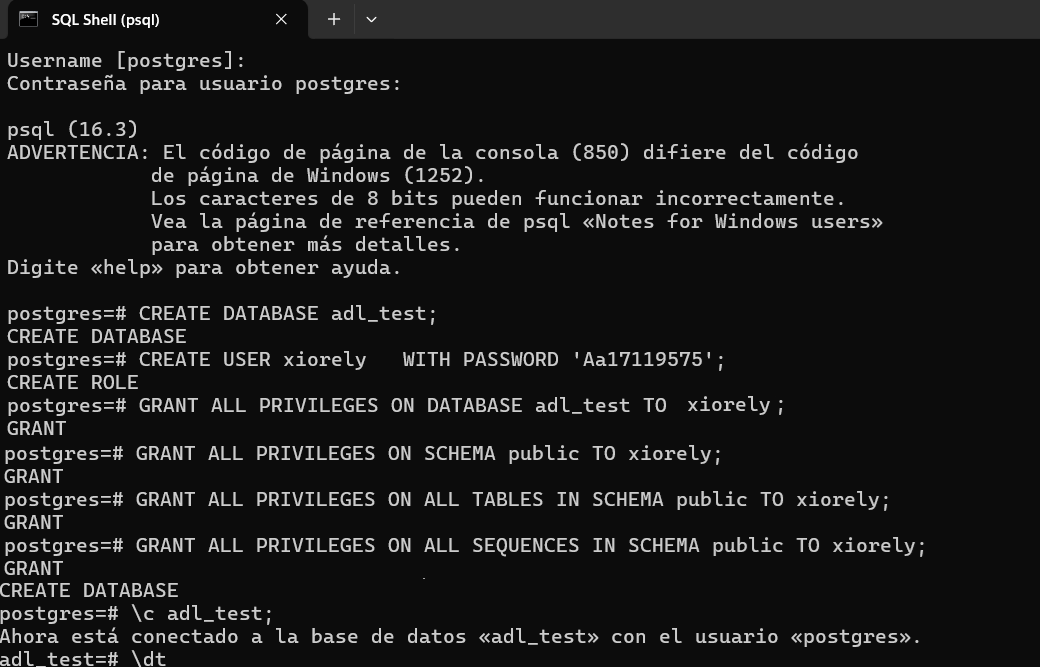 SQL Shell (psql)
Username [postgres]:
Contraseña para usuario postgres:
psql (16.3)
ADVERTENCIA: El código de página de la consola (850) difiere del código
de página de Windows (1252).
Los caracteres de 8 bits pueden funcionar incorrectamente.
Vea la página de referencia de psql «Notes for Windows users»
para obtener más detalles.
Digite «help» para obtener ayuda.
postgres=# CREATE DATABASE adl_test;
CREATE DATABASE
postgres=# CREATE USER xiorely WITH PASSWORD 'Aa17119575';
CREATE ROLE
postgres=# GRANT ALL PRIVILEGES ON DATABASE adl_test TO xiorely;
GRANT
postgres=# GRANT ALL PRIVILEGES ON SCHEMA public TO xiorely;
GRANT
postgres=# GRANT ALL PRIVILEGES ON ALL TABLES IN SCHEMA public TO xiorely;
GRANT
postgres=# GRANT ALL PRIVILEGES ON ALL SEQUENCES IN SCHEMA public TO xiorely;
GRANT
CREATE DATABASE
postgres=# \c adl_test;
Ahora está conectado a la base de datos «adl_test» con el usuario «postgres».
adl_test=# \dt